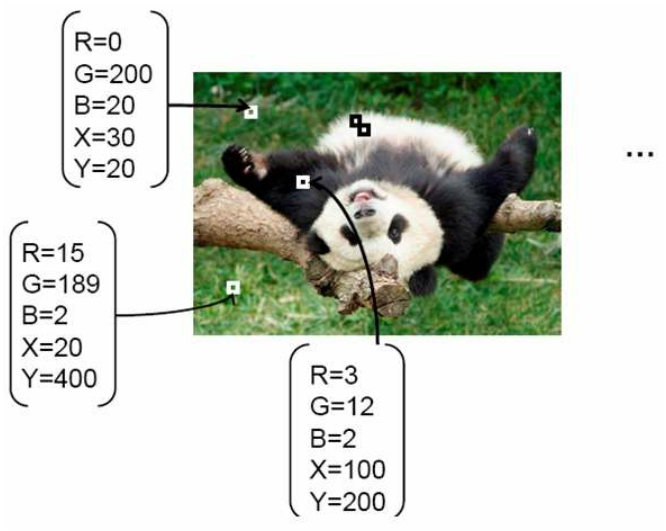 R=0
G=200
B=20
X=30
Y=20
...
R=15
G=189
B=2
X=20
Y=400
R=3
G=12
B=2
X=100
Y=200